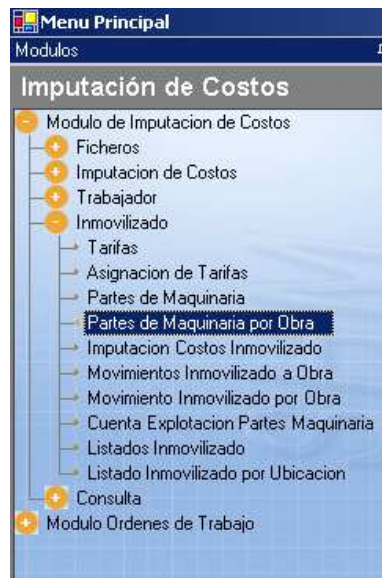 Menu Principal
Modulos
Imputación de Costos
Modulo de Imputacion de Costos
Ficheros
Imputacion de Costos
Trabajador
Inmovilizado
Tarifas
Asignacion de Tarifas
Partes de Maquinaria
Partes de Maquinaria por Obra
Imputacion Costos Inmovilizado
Movimientos Inmovilizado a Obra
Movimiento Inmovilizado por Obra
Cuenta Explotacion Partes Maquinaria
Listados Inmovilizado
Listado Inmovilizado por Ubicacion
Consulta
Modulo Ordenes de Trabajo